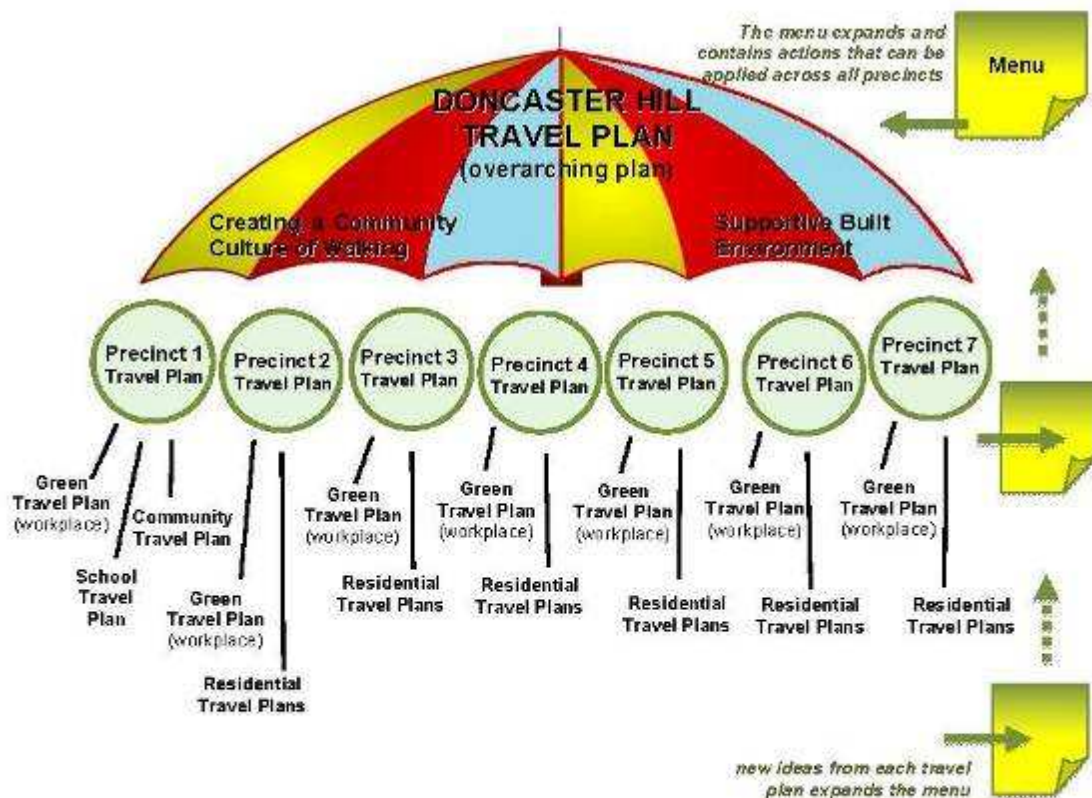 The menu expands and
contains actions that can be
applied across all precincts
Menu
DONCASTER HILL
TRAVEL PLAN
(overarching plan)
Creating a Community
Culture of Walking
Supportive Built
Environment
Precinct 1
Travel Plan
Precinct 2
Travel Plan
Precinct 3
Travel Plan
Precinct 4
Travel Plan
Precinct 5
Travel Plan
Precinct 6
Travel Plan
Precinct 7
Travel Plan
Green
Travel Plan
(workplace)
School
Travel
Plan
Community
Travel Plan
Green
Travel Plan
(workplace)
Residential
Travel Plans
Green
Travel Plan
(workplace)
Residential
Travel Plans
Green
Travel Plan
(workplace)
Residential
Travel Plans
Green
Travel Plan
(workplace)
Residential
Travel Plans
Green
Travel Plan
(workplace)
Residential
Travel Plans
Green
Travel Plan
(workplace)
Residential
Travel Plans
new ideas from each travel
plan expands the menu